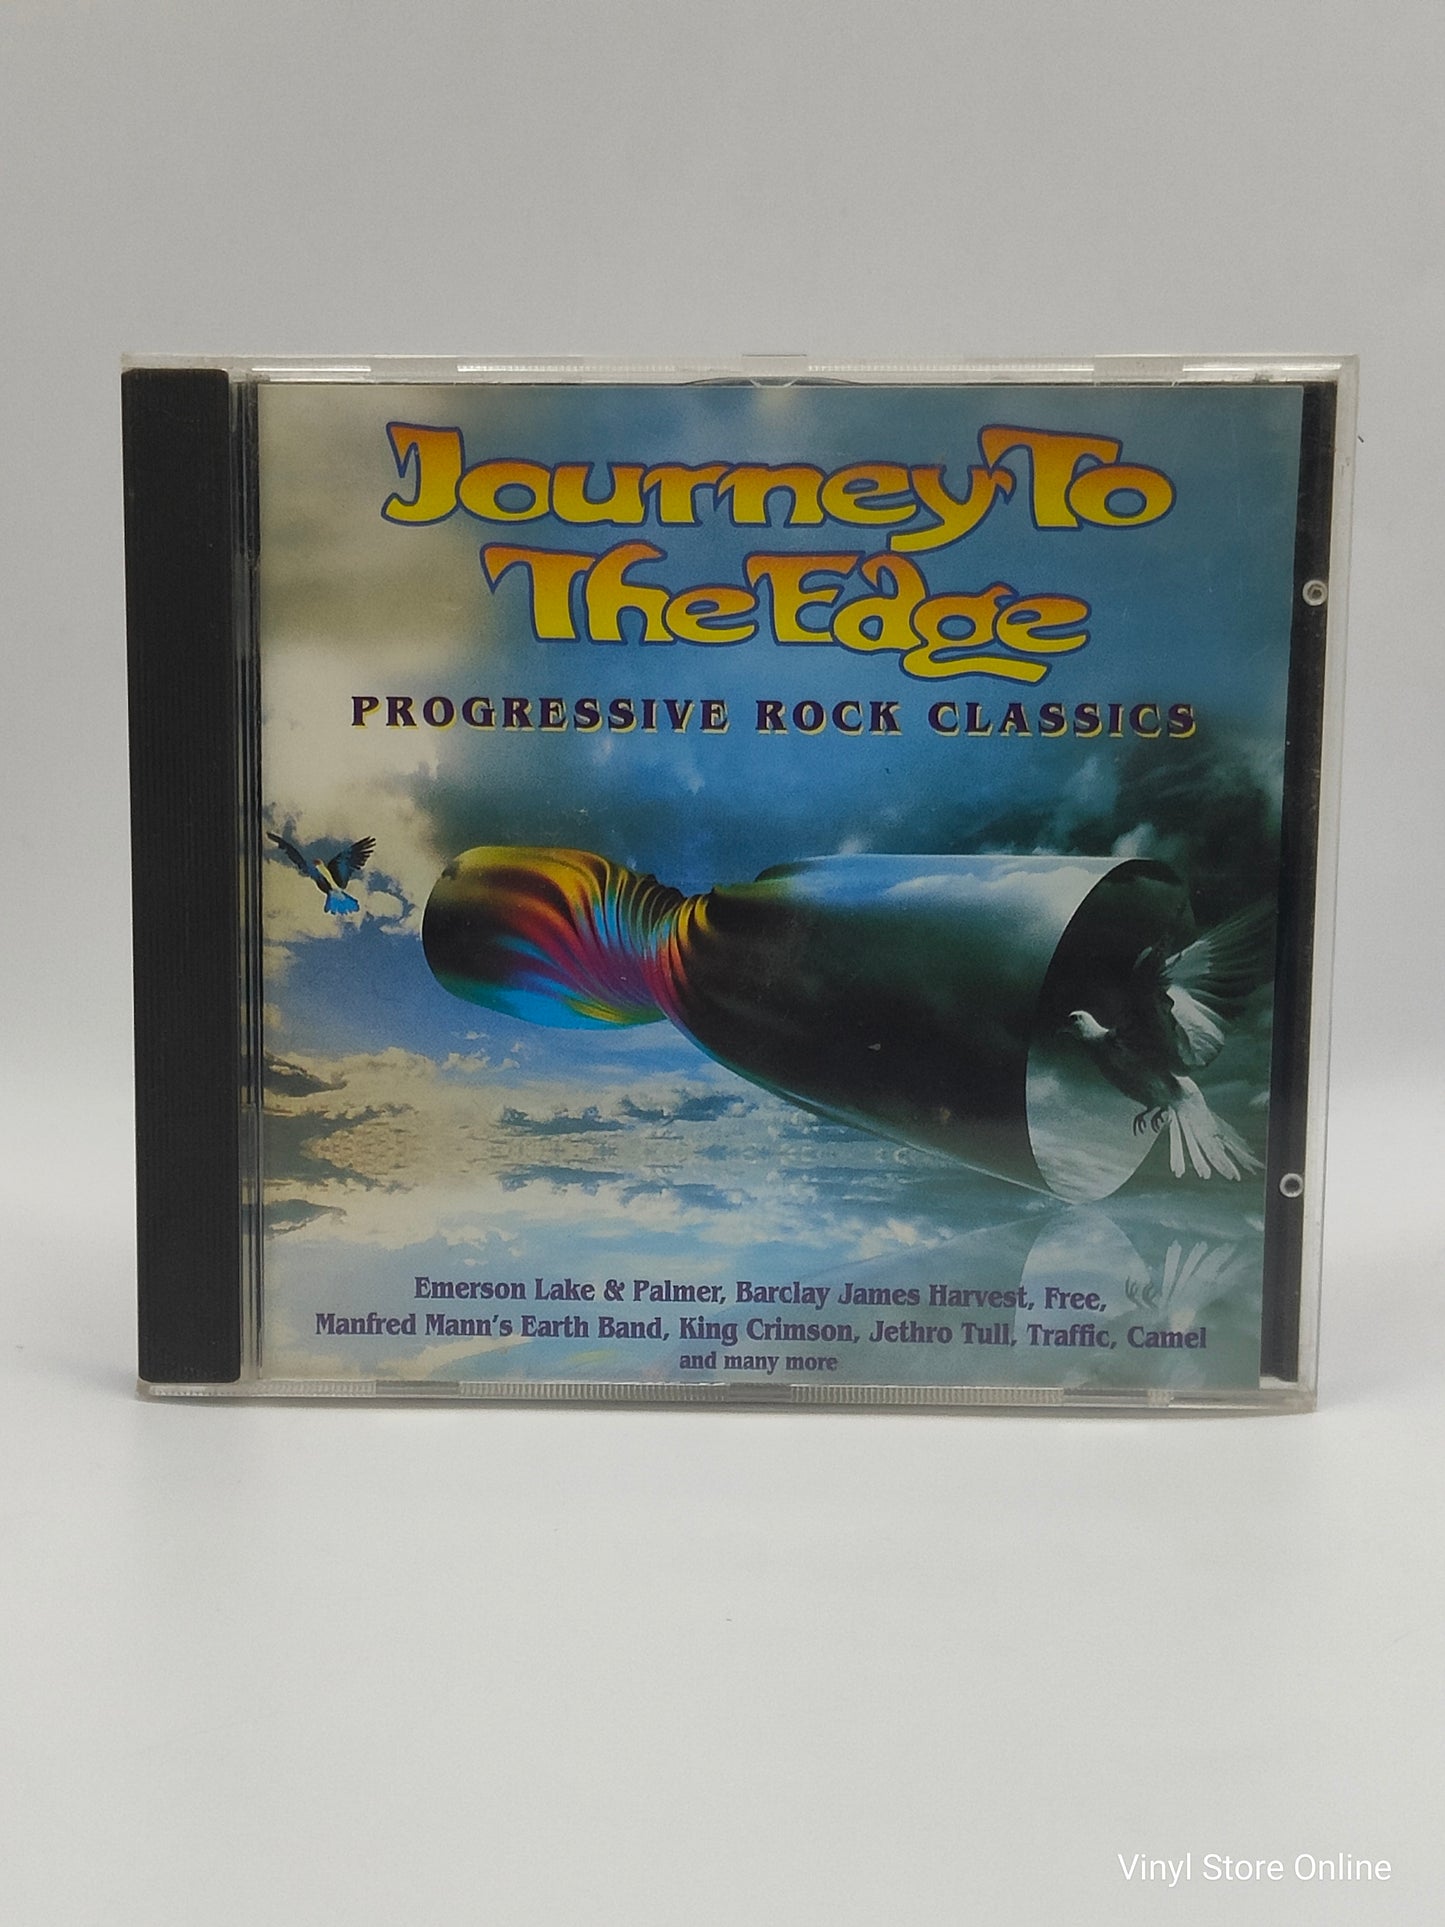 Journey To
The Edge
PROGRESSIVE ROCK CLASSICS
Emerson Lake & Palmer, Barclay James Harvest, Free,
Manfred Mann's Earth Band, King Crimson, Jethro Tull, Traffic, Camel
and many more
Vinyl Store Online